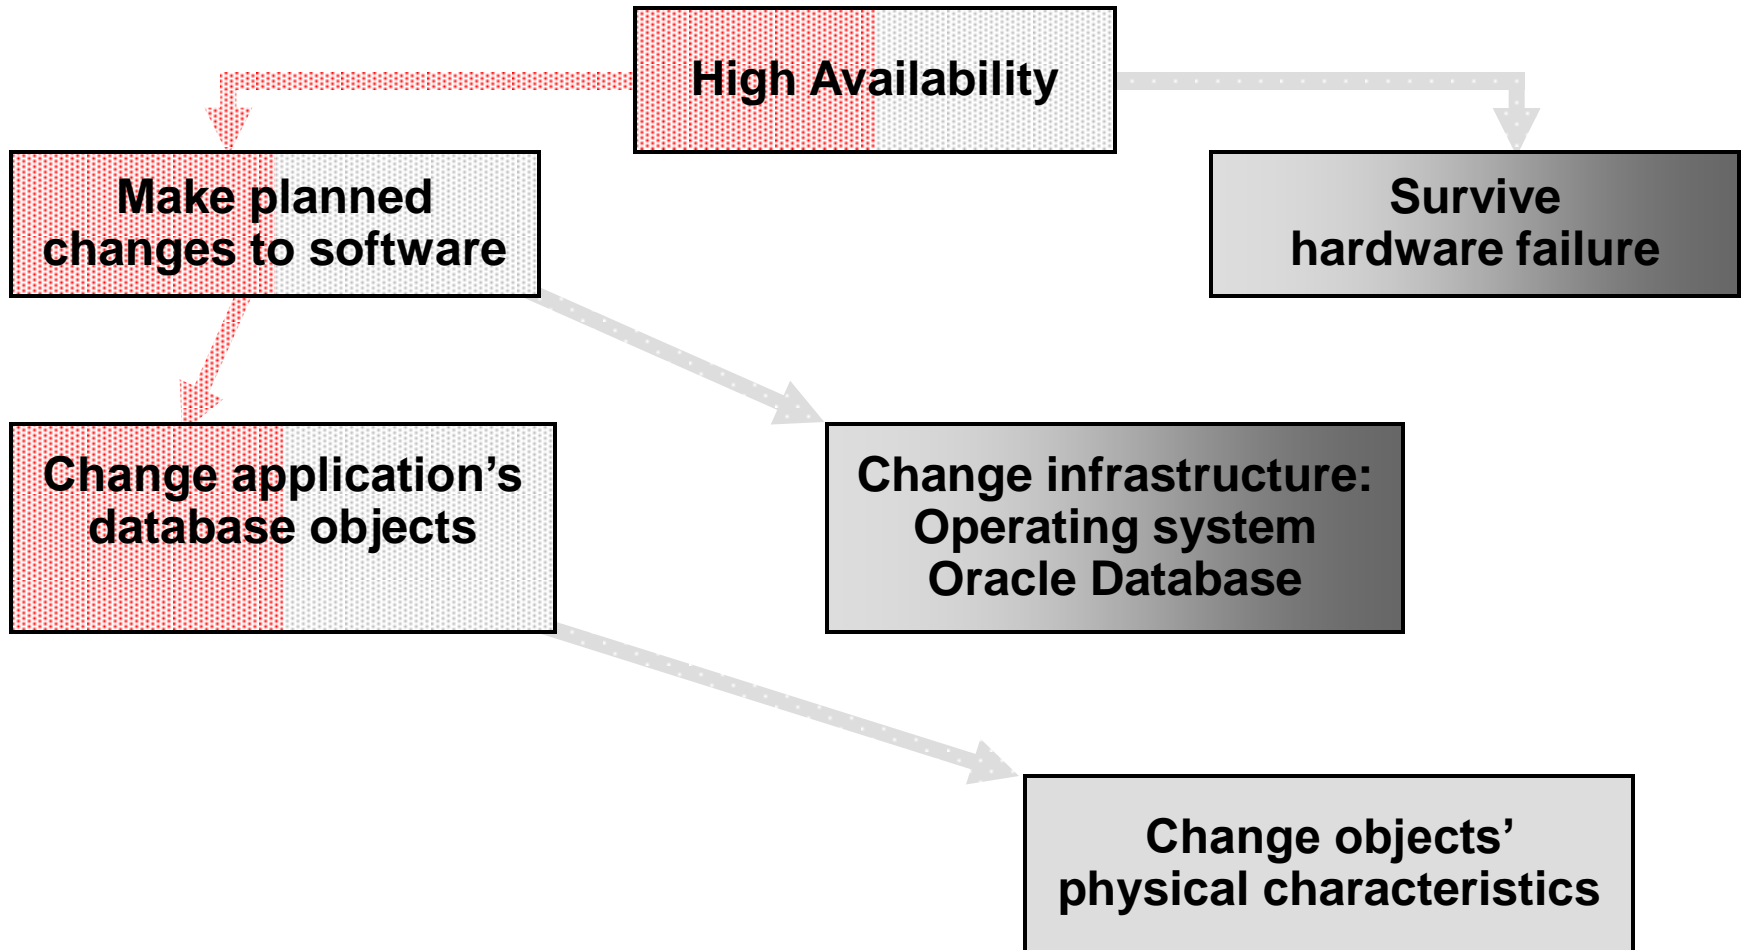 High Availability
Make planned
changes to software
Survive
hardware failure
Change application’s
database objects
Change infrastructure:
Operating system
Oracle Database
Change objects’
physical characteristics